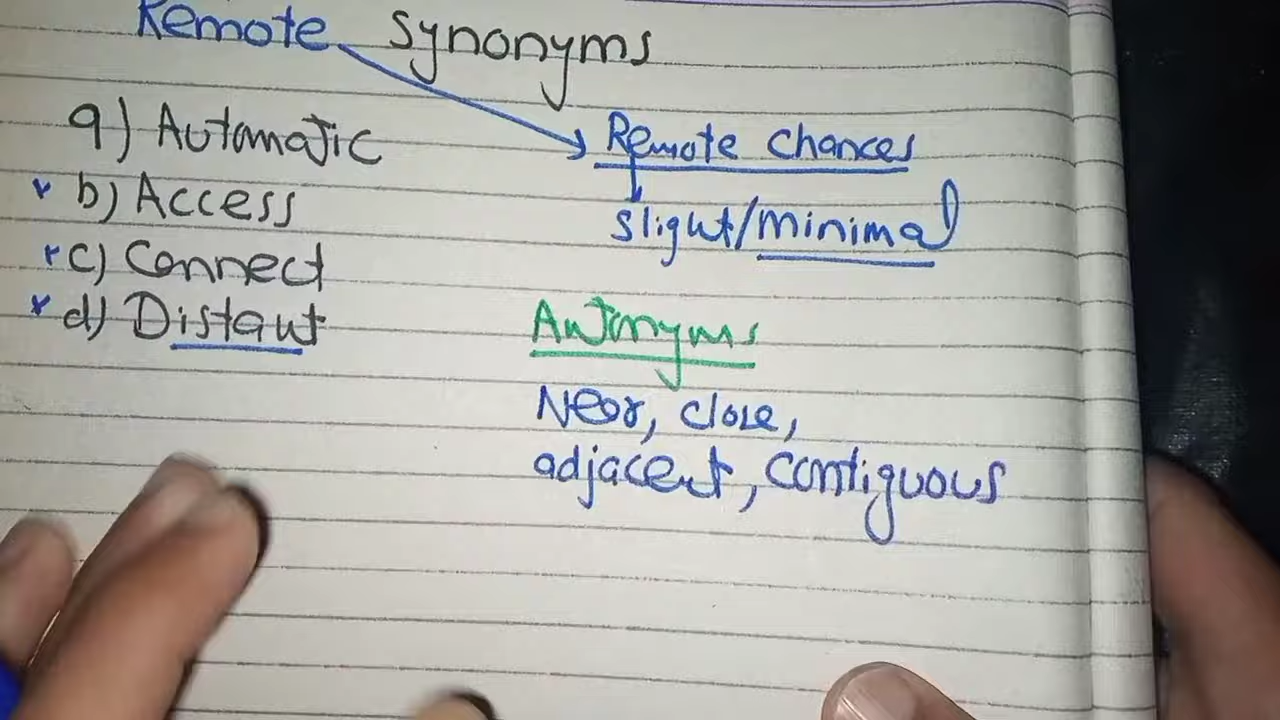 Remote Synonyms
a) Automatic
b) Access
c) Connect
d) Distant
Remote chances
slight/minimal
Antonyms
Near, close,
adjacent, contiguous